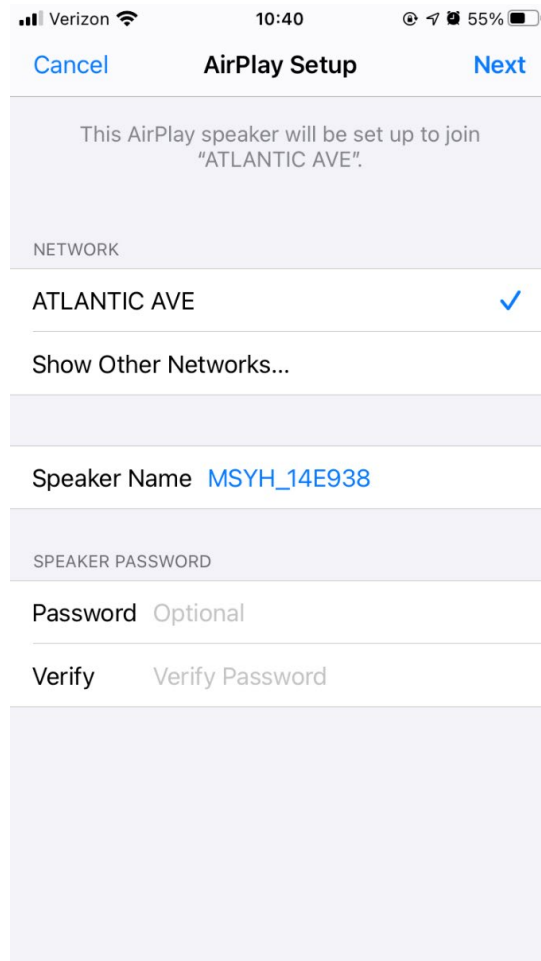 Verizon 10:40 55%
Cancel AirPlay Setup Next
This AirPlay speaker will be set up to join
“ATLANTIC AVE”.
NETWORK
ATLANTIC AVE
Show Other Networks...
Speaker Name MSYH_14E938
SPEAKER PASSWORD
Password Optional
Verify Verify Password